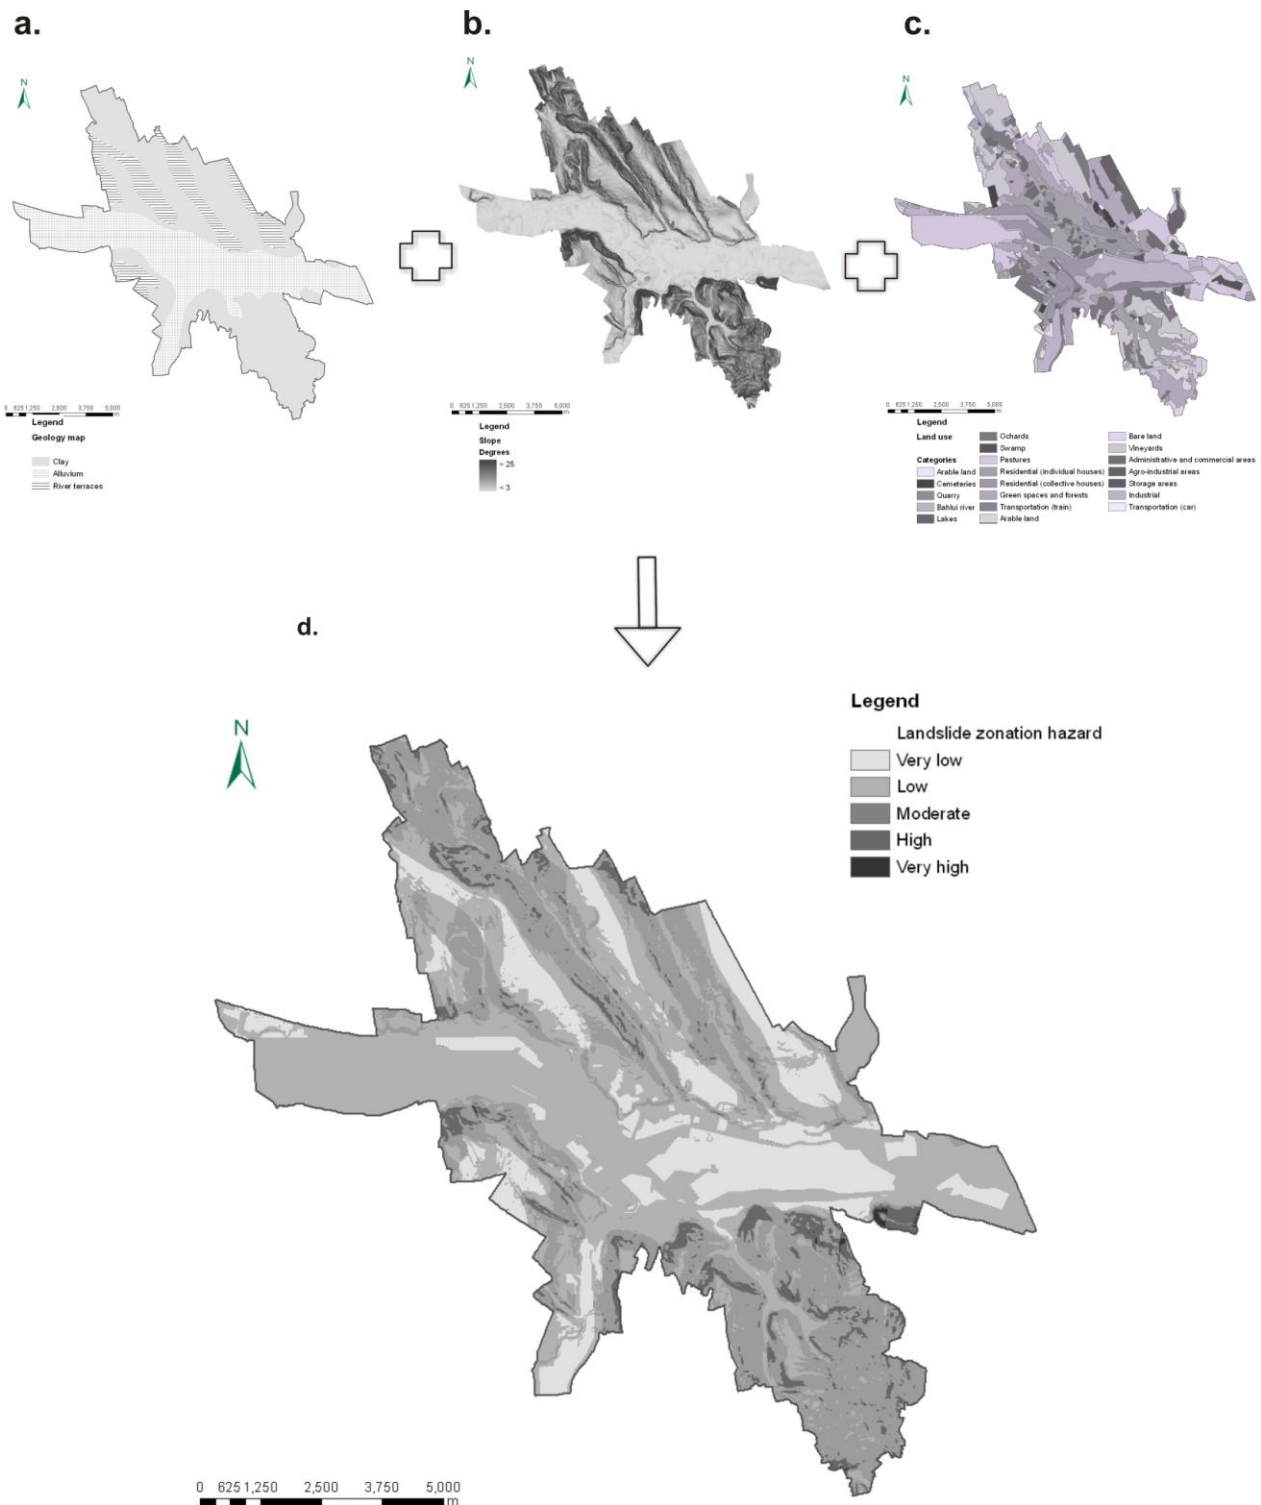 a.
b.
c.
N
N
N
0 625 1,250 2,500 3,750 5,000
m
Legend
Geology map
Clay
Alluvium
River terraces
0 625 1,250 2,500 3,750 5,000
m
Legend
Slope
Degrees
> 25
< 3
0 625 1,250 2,500 3,750 5,000
m
Legend
Land use
Categories
Arable land
Cemeteries
Quarry
Bahlui river
Lakes
Ochards
Swamp
Pastures
Residential (individual houses)
Residential (collective houses)
Green spaces and forests
Transportation (train)
Arable land
Bare land
Vineyards
Administrative and commercial areas
Agro-industrial areas
Storage areas
Industrial
Transportation (car)
d.
N
Legend
Landslide zonation hazard
Very low
Low
Moderate
High
Very high
0 625 1,250 2,500 3,750 5,000
m